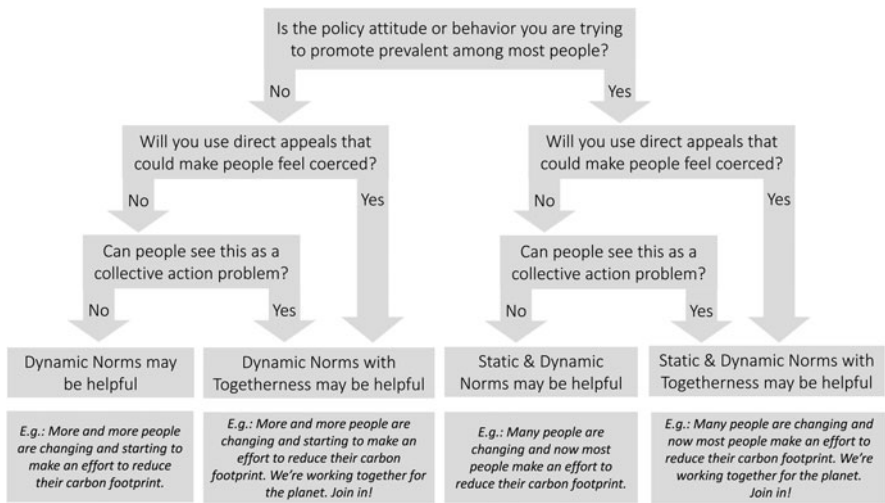 Is the policy attitude or behavior you are trying
to promote prevalent among most people?
No
Yes
Will you use direct appeals that
could make people feel coerced?
Will you use direct appeals that
could make people feel coerced?
No
Yes
No
Yes
Can people see this as a
collective action problem?
Can people see this as a
collective action problem?
No
Yes
No
Yes
Dynamic Norms may
be helpful
Dynamic Norms with
Togetherness may be helpful
Static & Dynamic
Norms may be helpful
Static & Dynamic Norms with
Togetherness may be helpful
E.g.: More and more people
are changing and starting to
make an effort to reduce
their carbon footprint.
E.g.: More and more people are
changing and starting to make an
effort to reduce their carbon
footprint. We’re working together for
the planet. Join in!
E.g.: Many people are
changing and now most
people make an effort to
reduce their carbon footprint.
E.g.: Many people are changing and
now most people make an effort to
reduce their carbon footprint. We’re
working together for the planet. Join
in!